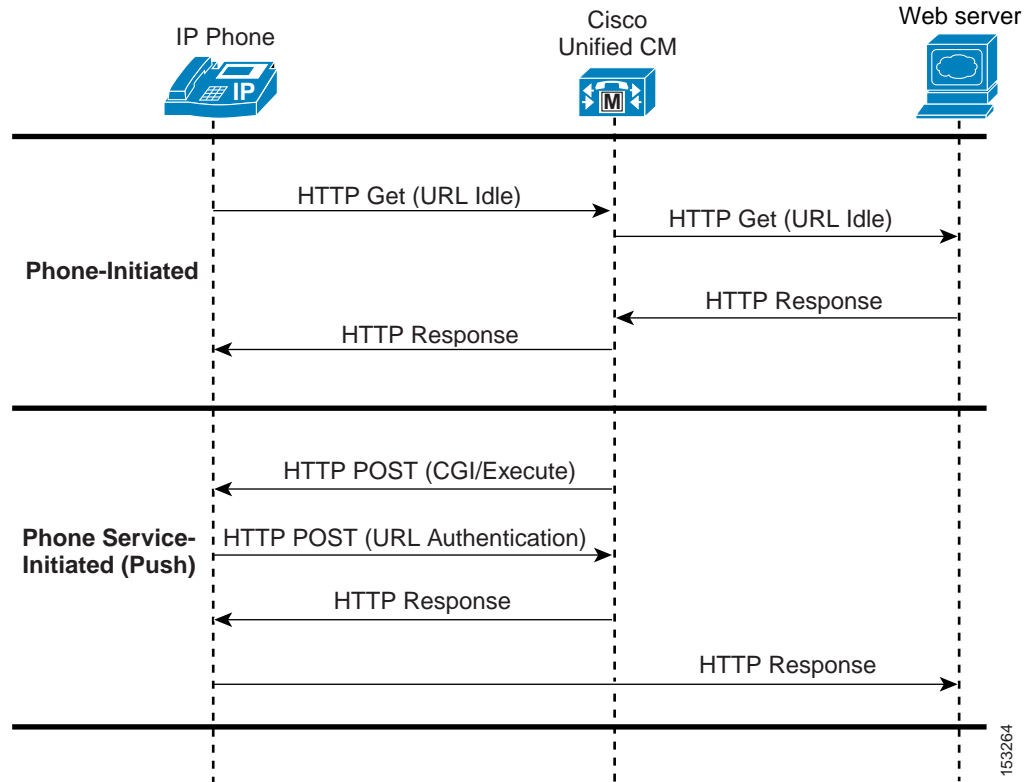 IP Phone
Cisco
Unified CM
Web server
IP
M
HTTP Get (URL Idle)
HTTP Get (URL Idle)
Phone-Initiated
HTTP Response
HTTP Response
HTTP POST (CGI/Execute)
Phone Service-
Initiated (Push)
HTTP POST (URL Authentication)
HTTP Response
HTTP Response
153264